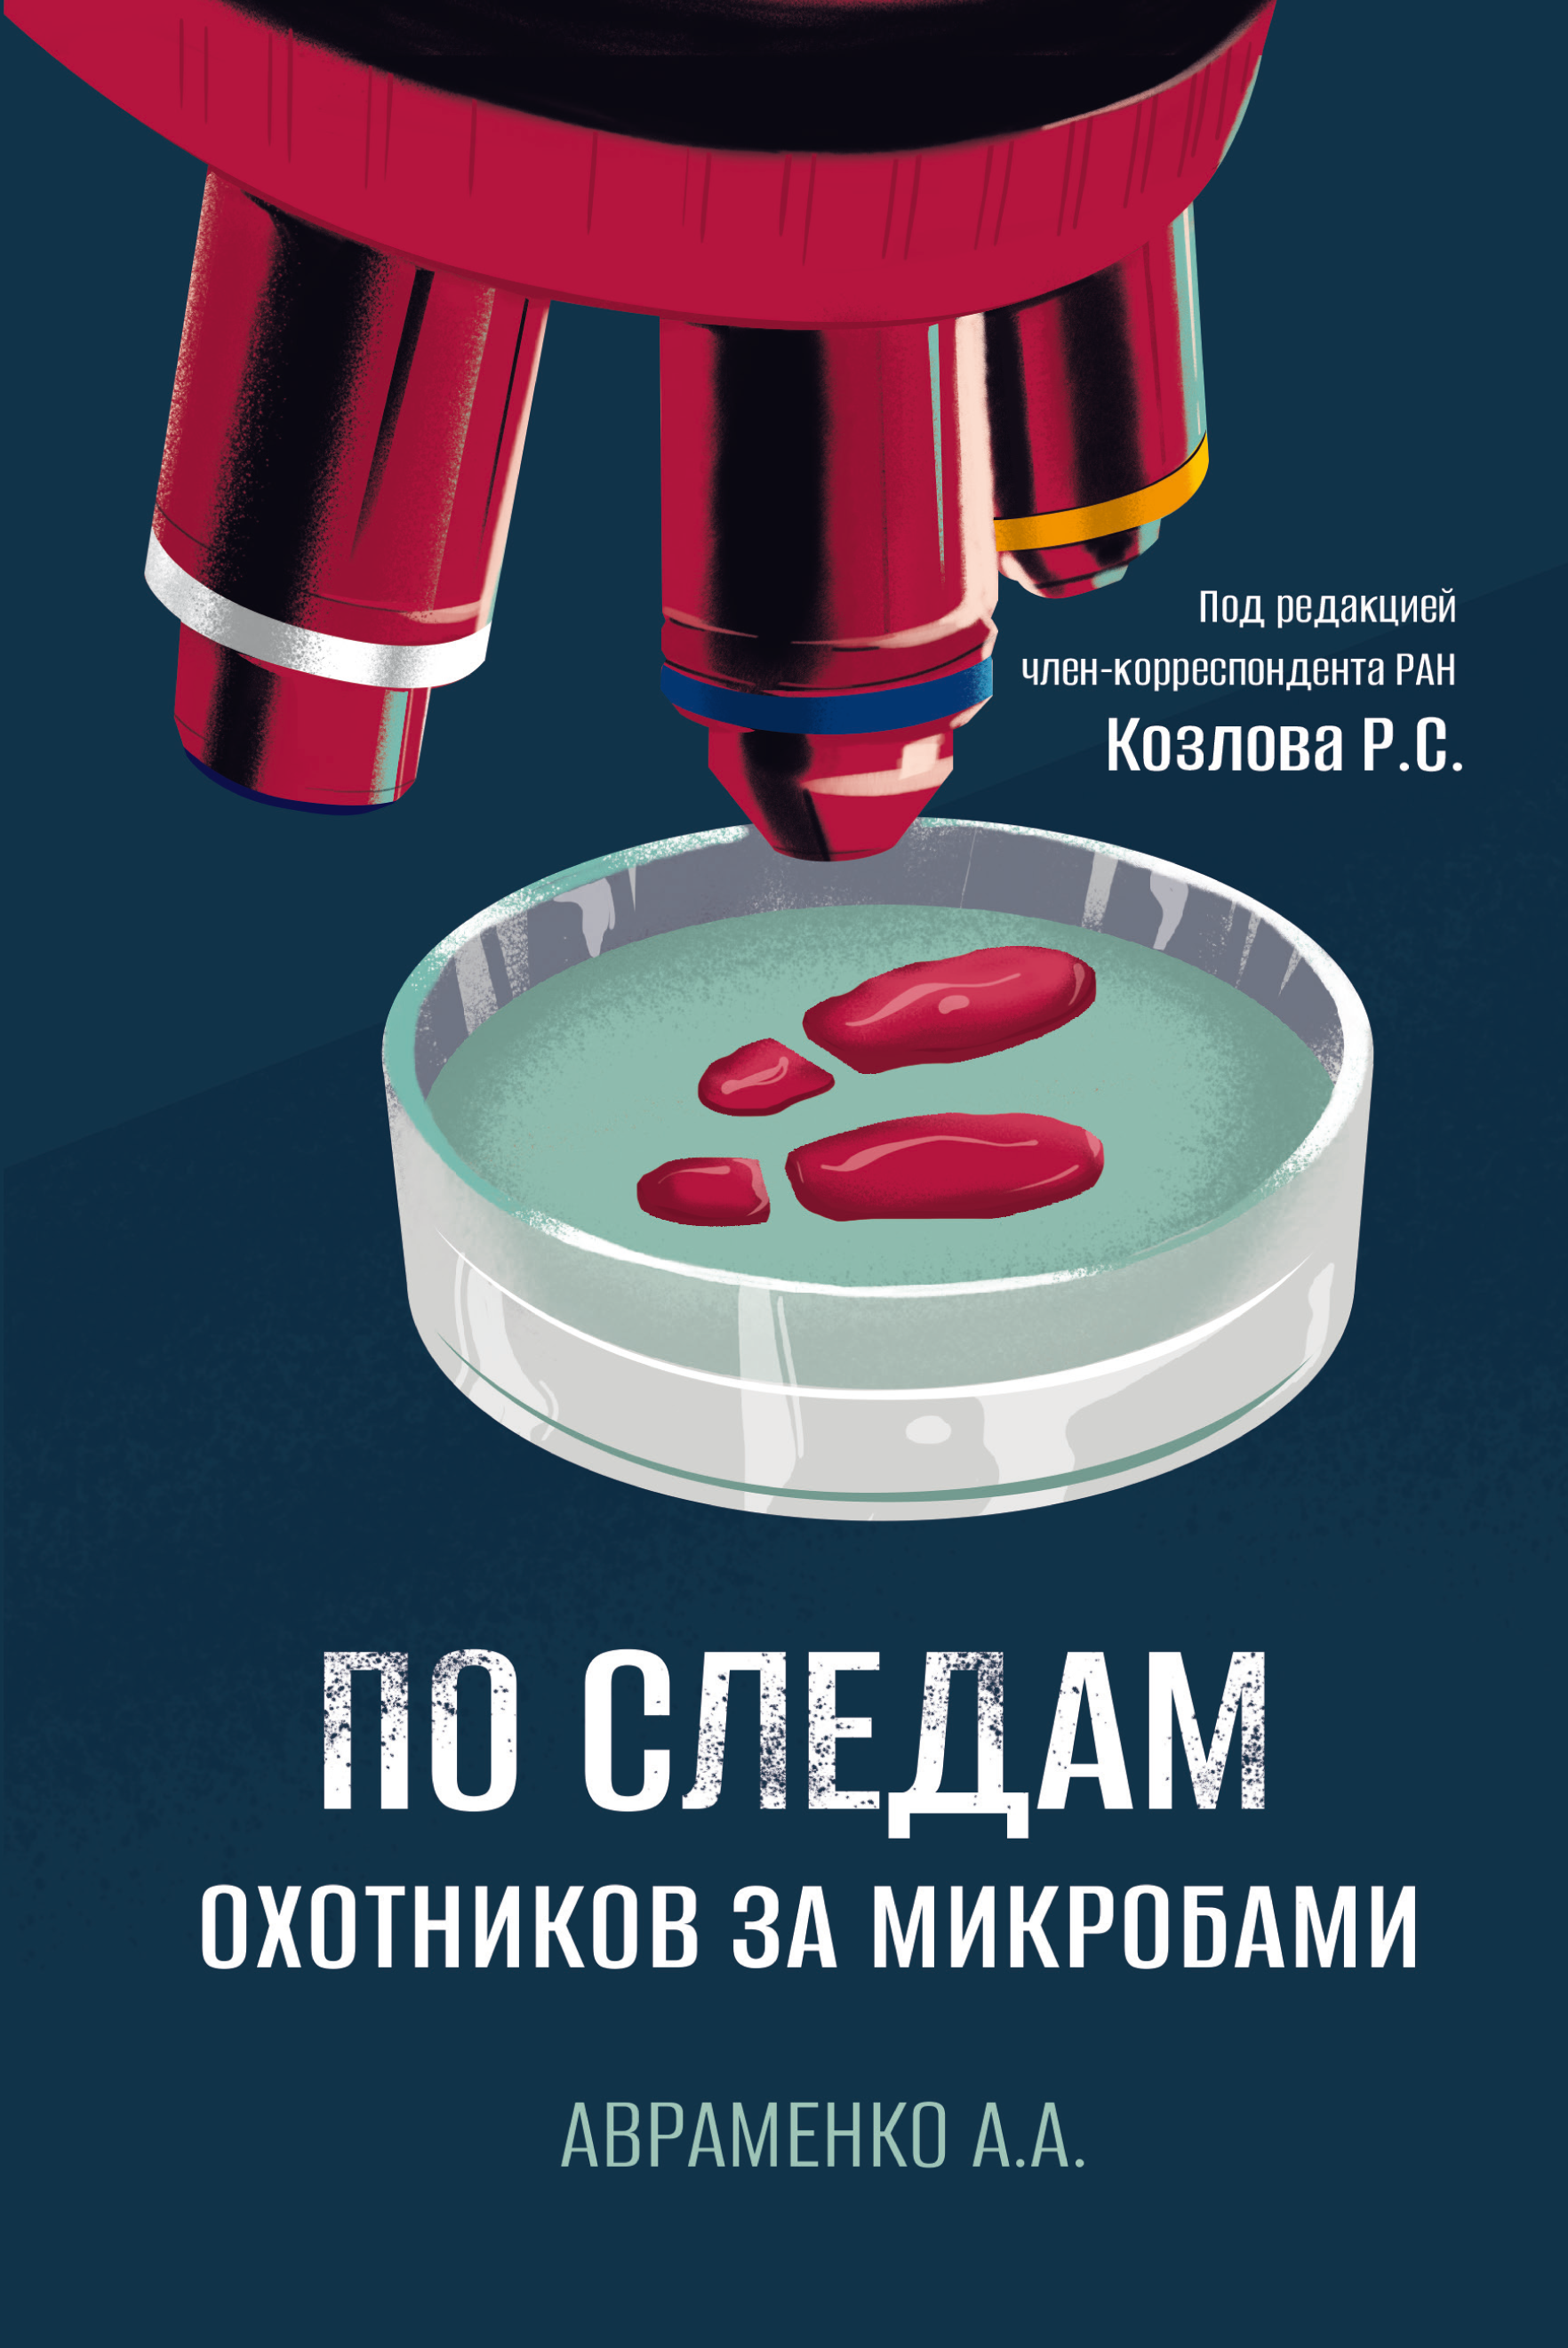 Под редакцией
член-корреспондента РАН
Козлова Р.С.
ПО СЛЕДАМ
ОХОТНИКОВ ЗА МИКРОБАМИ
АВРАМЕНКО А.А.